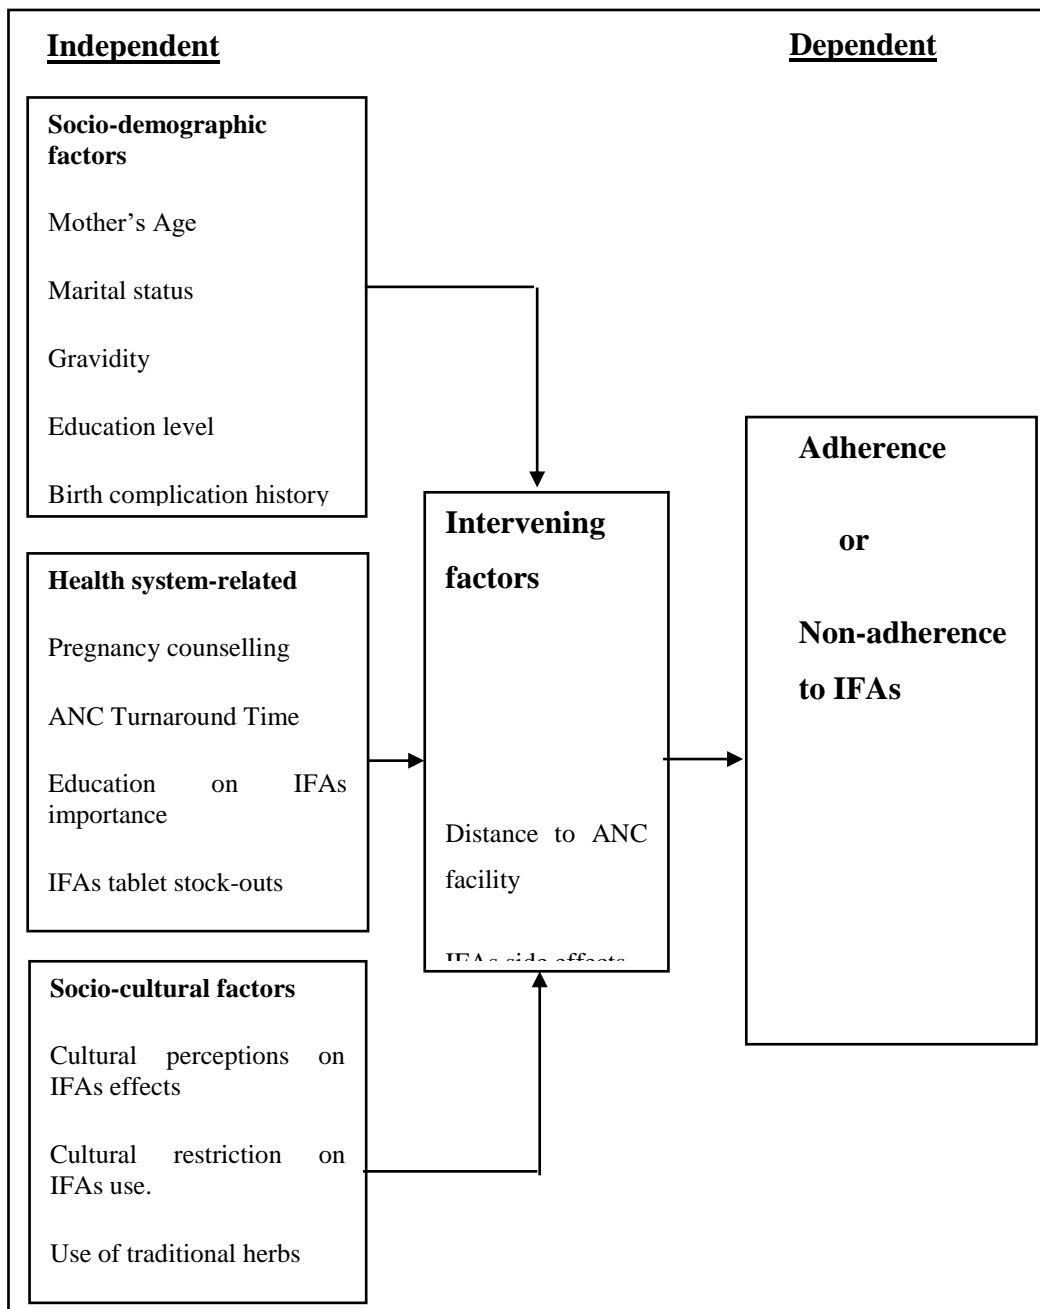 Independent
Dependent
Socio-demographic
factors
Mother’s Age
Marital status
Gravidity
Education level
Birth complication history
Health system-related
Pregnancy counselling
ANC Turnaround Time
Education on IFAs
importance
IFAs tablet stock-outs
Socio-cultural factors
Cultural perceptions on
IFAs effects
Cultural restriction on
IFAs use.
Use of traditional herbs
Intervening
factors
Distance to ANC
facility
IFAs side effects
Adherence
or
Non-adherence
to IFAs